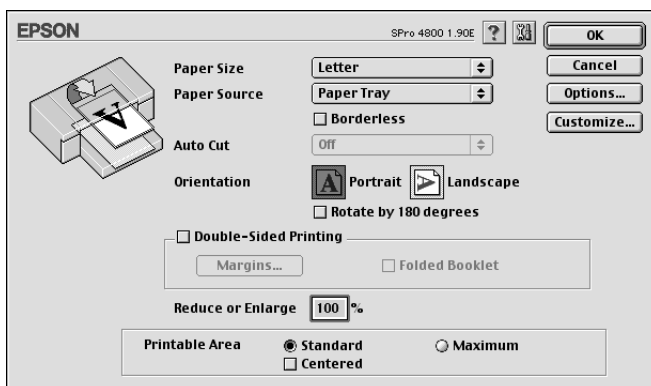 EPSON SPro 4800 1.90E ? OK
Paper Size Letter Cancel
Paper Source Paper Tray Options...
Borderless Customize...
Auto Cut Off
Orientation A Portrait A Landscape
Rotate by 180 degrees
Double-Sided Printing
Margins... Folded Booklet
Reduce or Enlarge 100 %
Printable Area Standard Maximum
Centered
A